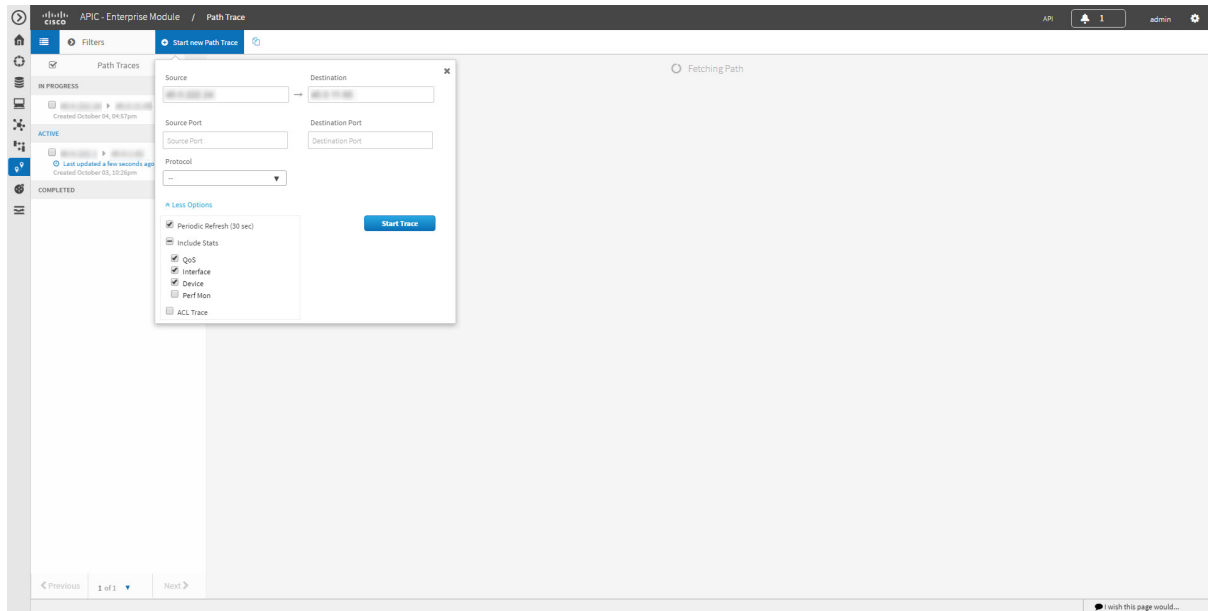 cisco APIC - Enterprise Module / Path Trace API 1 admin
Filters Start new Path Trace
Path Traces
IN PROGRESS
Created October 04, 04:57pm
ACTIVE
Last updated a few seconds ago
Created October 03, 10:26pm
COMPLETED
Source Destination
Source Port Destination Port
Source Port Destination Port
Protocol
--
Less Options
Periodic Refresh (30 sec) Start Trace
Include Stats
QoS
Interface
Device
Perf Mon
ACL Trace
Fetching Path
Previous 1 of 1 Next
I wish this page would...